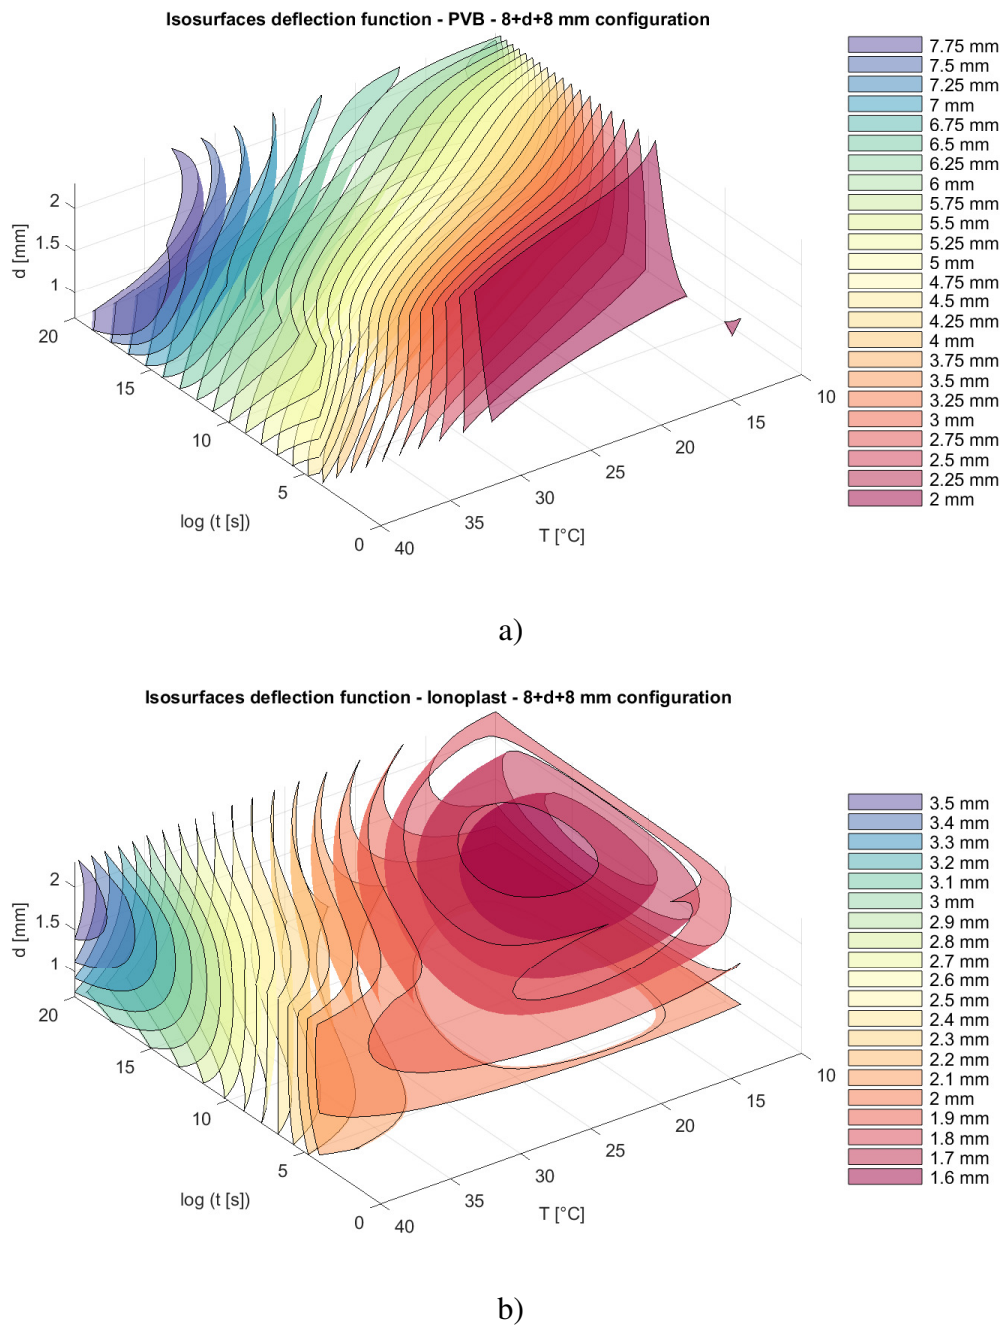 Isosurfaces deflection function - PVB - 8+d+8 mm configuration
7.75 mm
7.5 mm
7.25 mm
7 mm
6.75 mm
6.5 mm
6.25 mm
6 mm
5.75 mm
5.5 mm
5.25 mm
5 mm
4.75 mm
4.5 mm
4.25 mm
4 mm
3.75 mm
3.5 mm
3.25 mm
3 mm
2.75 mm
2.5 mm
2.25 mm
2 mm
d [mm]
2
1.5
1
20
15
10
5
0
log (t [s])
40
35
30
25
20
15
10
T [°C]
a)
Isosurfaces deflection function - Ionoplast - 8+d+8 mm configuration
3.5 mm
3.4 mm
3.3 mm
3.2 mm
3.1 mm
3 mm
2.9 mm
2.8 mm
2.7 mm
2.6 mm
2.5 mm
2.4 mm
2.3 mm
2.2 mm
2.1 mm
2 mm
1.9 mm
1.8 mm
1.7 mm
1.6 mm
d [mm]
2
1.5
1
20
15
10
5
0
log (t [s])
40
35
30
25
20
15
10
T [°C]
b)